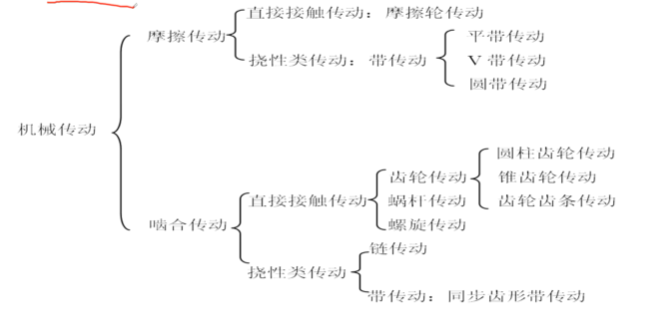 直接接触传动：摩擦轮传动
摩擦传动
平带传动
挠性类传动：带传动
V 带传动
圆带传动
机械传动
圆柱齿轮传动
齿轮传动
锥齿轮传动
直接接触传动
蜗杆传动
齿轮齿条传动
啮合传动
螺旋传动
链传动
挠性类传动
带传动：同步齿形带传动